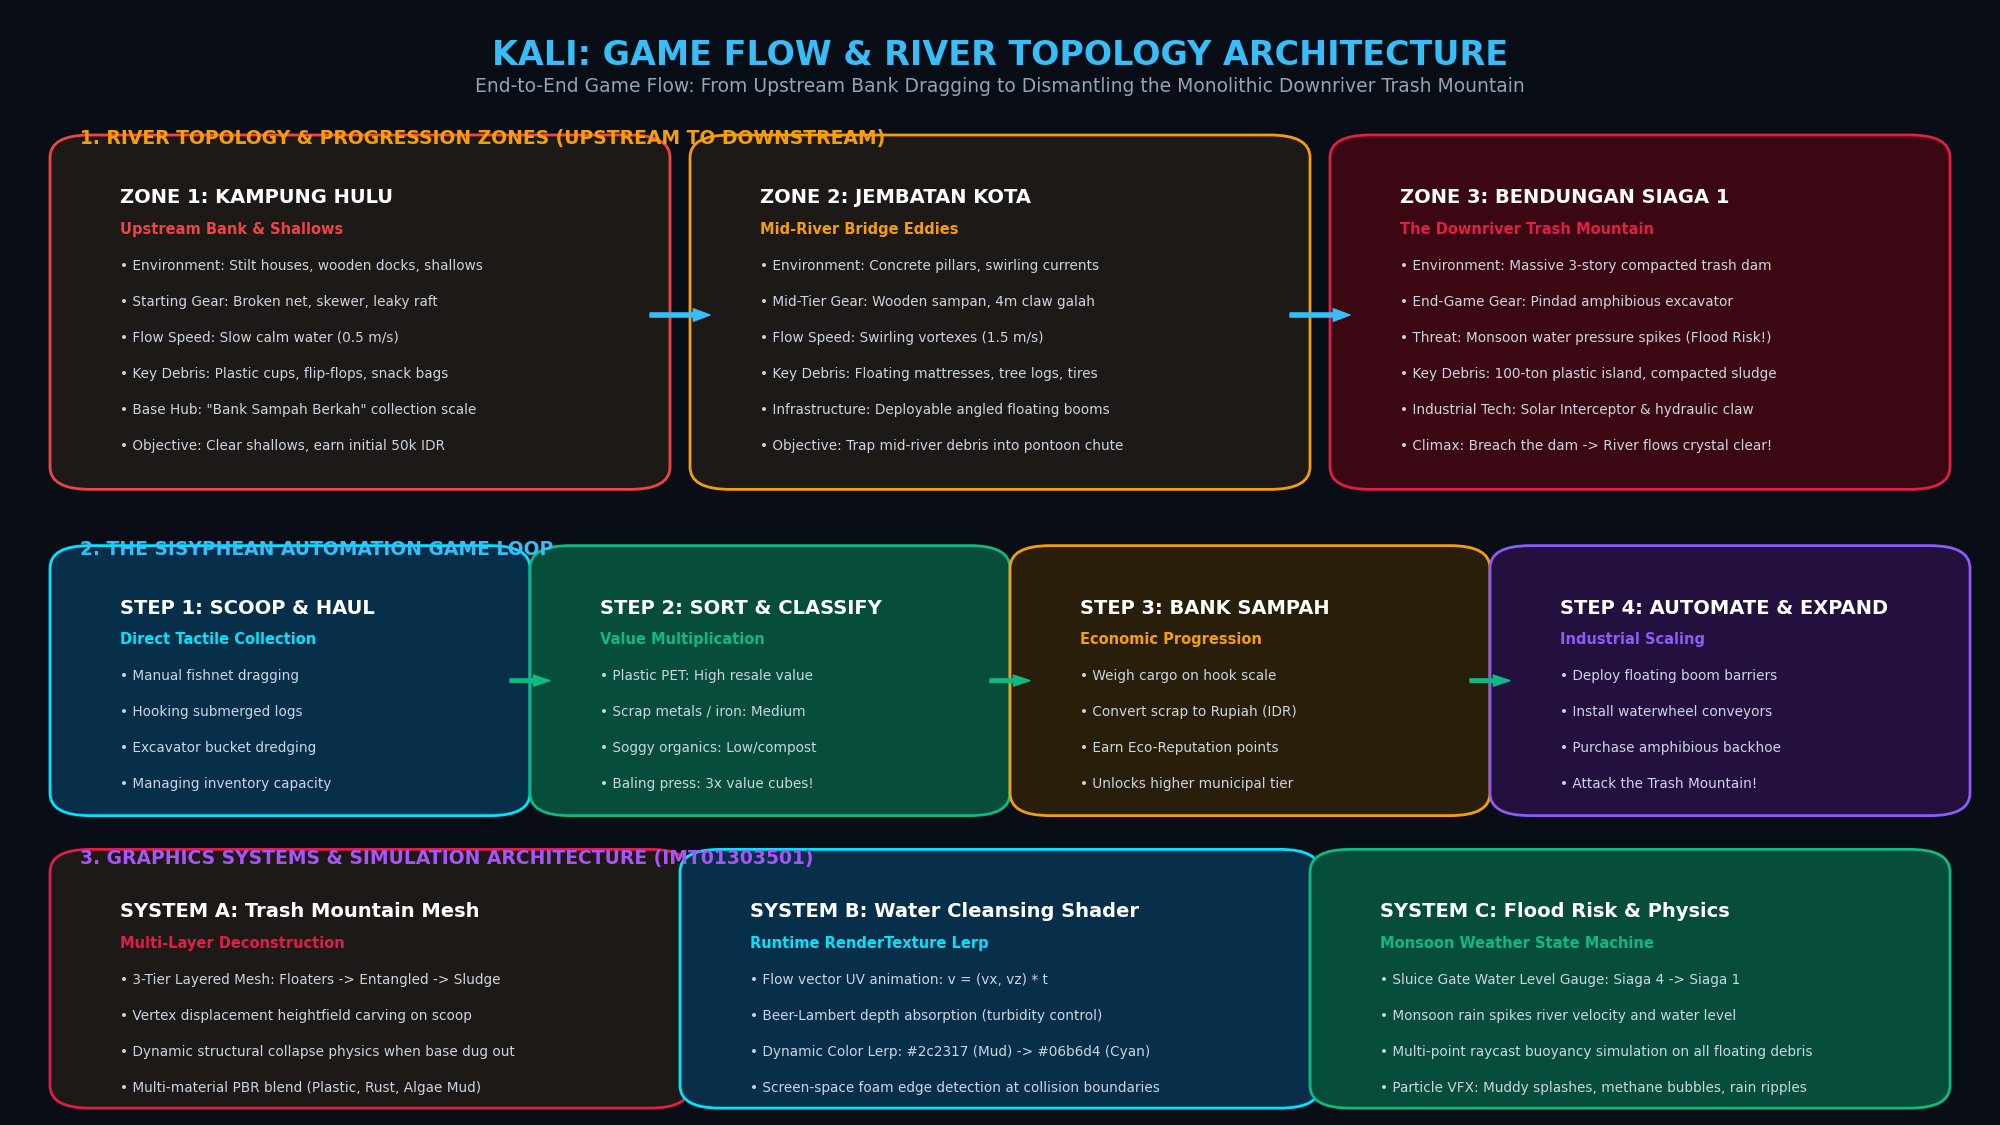 KALI: GAME FLOW & RIVER TOPOLOGY ARCHITECTURE
End-to-End Game Flow: From Upstream Bank Dragging to Dismantling the Monolithic Downriver Trash Mountain
1. RIVER TOPOLOGY & PROGRESSION ZONES (UPSTREAM TO DOWNSTREAM)
ZONE 1: KAMPUNG HULU
Upstream Bank & Shallows
• Environment: Stilt houses, wooden docks, shallows
• Starting Gear: Broken net, skewer, leaky raft
• Flow Speed: Slow calm water (0.5 m/s)
• Key Debris: Plastic cups, flip-flops, snack bags
• Base Hub: "Bank Sampah Berkah" collection scale
• Objective: Clear shallows, earn initial 50k IDR
ZONE 2: JEMBATAN KOTA
Mid-River Bridge Eddies
• Environment: Concrete pillars, swirling currents
• Mid-Tier Gear: Wooden sampan, 4m claw galah
• Flow Speed: Swirling vortexes (1.5 m/s)
• Key Debris: Floating mattresses, tree logs, tires
• Infrastructure: Deployable angled floating booms
• Objective: Trap mid-river debris into pontoon chute
ZONE 3: BENDUNGAN SIAGA 1
The Downriver Trash Mountain
• Environment: Massive 3-story compacted trash dam
• End-Game Gear: Pindad amphibious excavator
• Threat: Monsoon water pressure spikes (Flood Risk!)
• Key Debris: 100-ton plastic island, compacted sludge
• Industrial Tech: Solar Interceptor & hydraulic claw
• Climax: Breach the dam -> River flows crystal clear!
2. THE SISYPHEAN AUTOMATION GAME LOOP
STEP 1: SCOOP & HAUL
Direct Tactile Collection
• Manual fishnet dragging
• Hooking submerged logs
• Excavator bucket dredging
• Managing inventory capacity
STEP 2: SORT & CLASSIFY
Value Multiplication
• Plastic PET: High resale value
• Scrap metals / iron: Medium
• Soggy organics: Low/compost
• Baling press: 3x value cubes!
STEP 3: BANK SAMPAH
Economic Progression
• Weigh cargo on hook scale
• Convert scrap to Rupiah (IDR)
• Earn Eco-Reputation points
• Unlocks higher municipal tier
STEP 4: AUTOMATE & EXPAND
Industrial Scaling
• Deploy floating boom barriers
• Install waterwheel conveyors
• Purchase amphibious backhoe
• Attack the Trash Mountain!
3. GRAPHICS SYSTEMS & SIMULATION ARCHITECTURE (IMT01303501)
SYSTEM A: Trash Mountain Mesh
Multi-Layer Deconstruction
• 3-Tier Layered Mesh: Floaters -> Entangled -> Sludge
• Vertex displacement heightfield carving on scoop
• Dynamic structural collapse physics when base dug out
• Multi-material PBR blend (Plastic, Rust, Algae Mud)
SYSTEM B: Water Cleansing Shader
Runtime RenderTexture Lerp
• Flow vector UV animation: v = (vx, vz) * t
• Beer-Lambert depth absorption (turbidity control)
• Dynamic Color Lerp: #2c2317 (Mud) -> #06b6d4 (Cyan)
• Screen-space foam edge detection at collision boundaries
SYSTEM C: Flood Risk & Physics
Monsoon Weather State Machine
• Sluice Gate Water Level Gauge: Siaga 4 -> Siaga 1
• Monsoon rain spikes river velocity and water level
• Multi-point raycast buoyancy simulation on all floating debris
• Particle VFX: Muddy splashes, methane bubbles, rain ripples